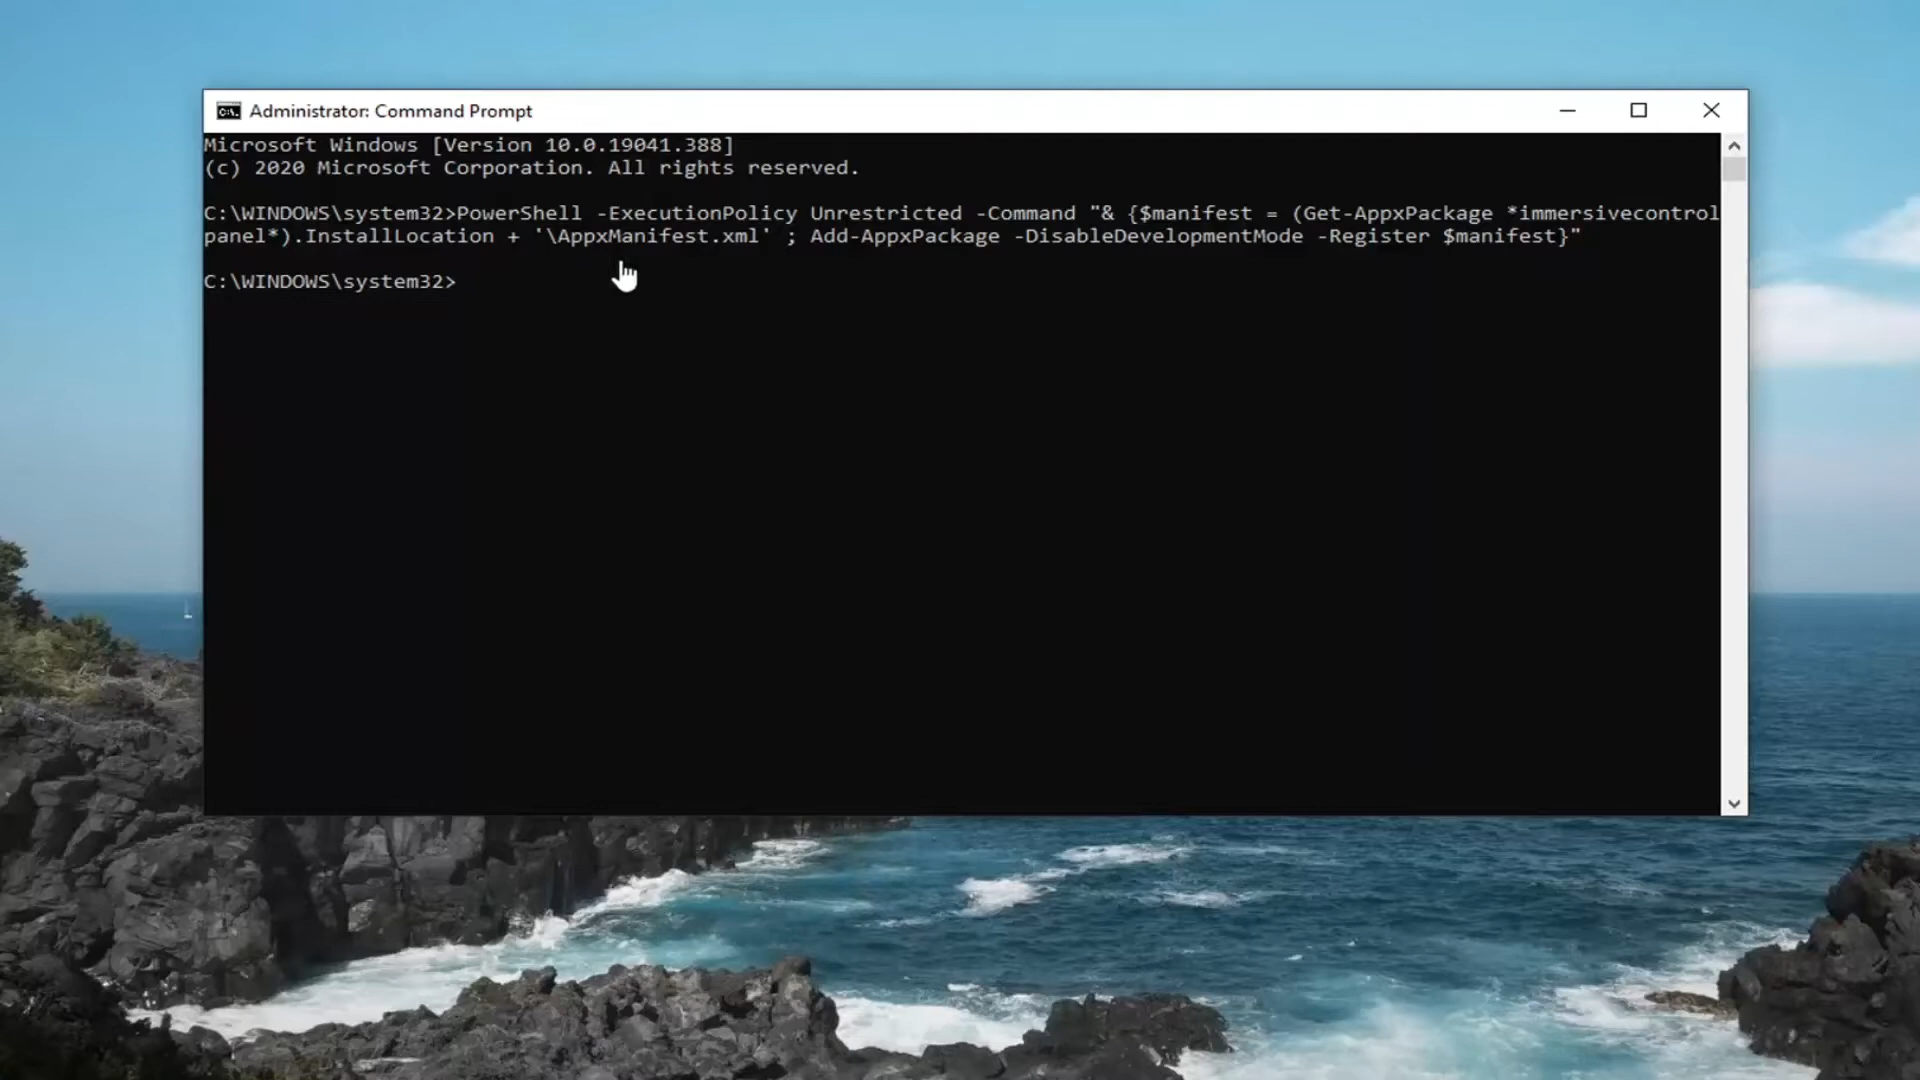 Administrator: Command Prompt
Microsoft Windows [Version 10.0.19041.388]
(c) 2020 Microsoft Corporation. All rights reserved.
C:\WINDOWS\system32>PowerShell -ExecutionPolicy Unrestricted -Command "& {$manifest = (Get-AppxPackage *immersivecontrol
panel*).InstallLocation + '\AppxManifest.xml' ; Add-AppxPackage -DisableDevelopmentMode -Register $manifest}"
C:\WINDOWS\system32>